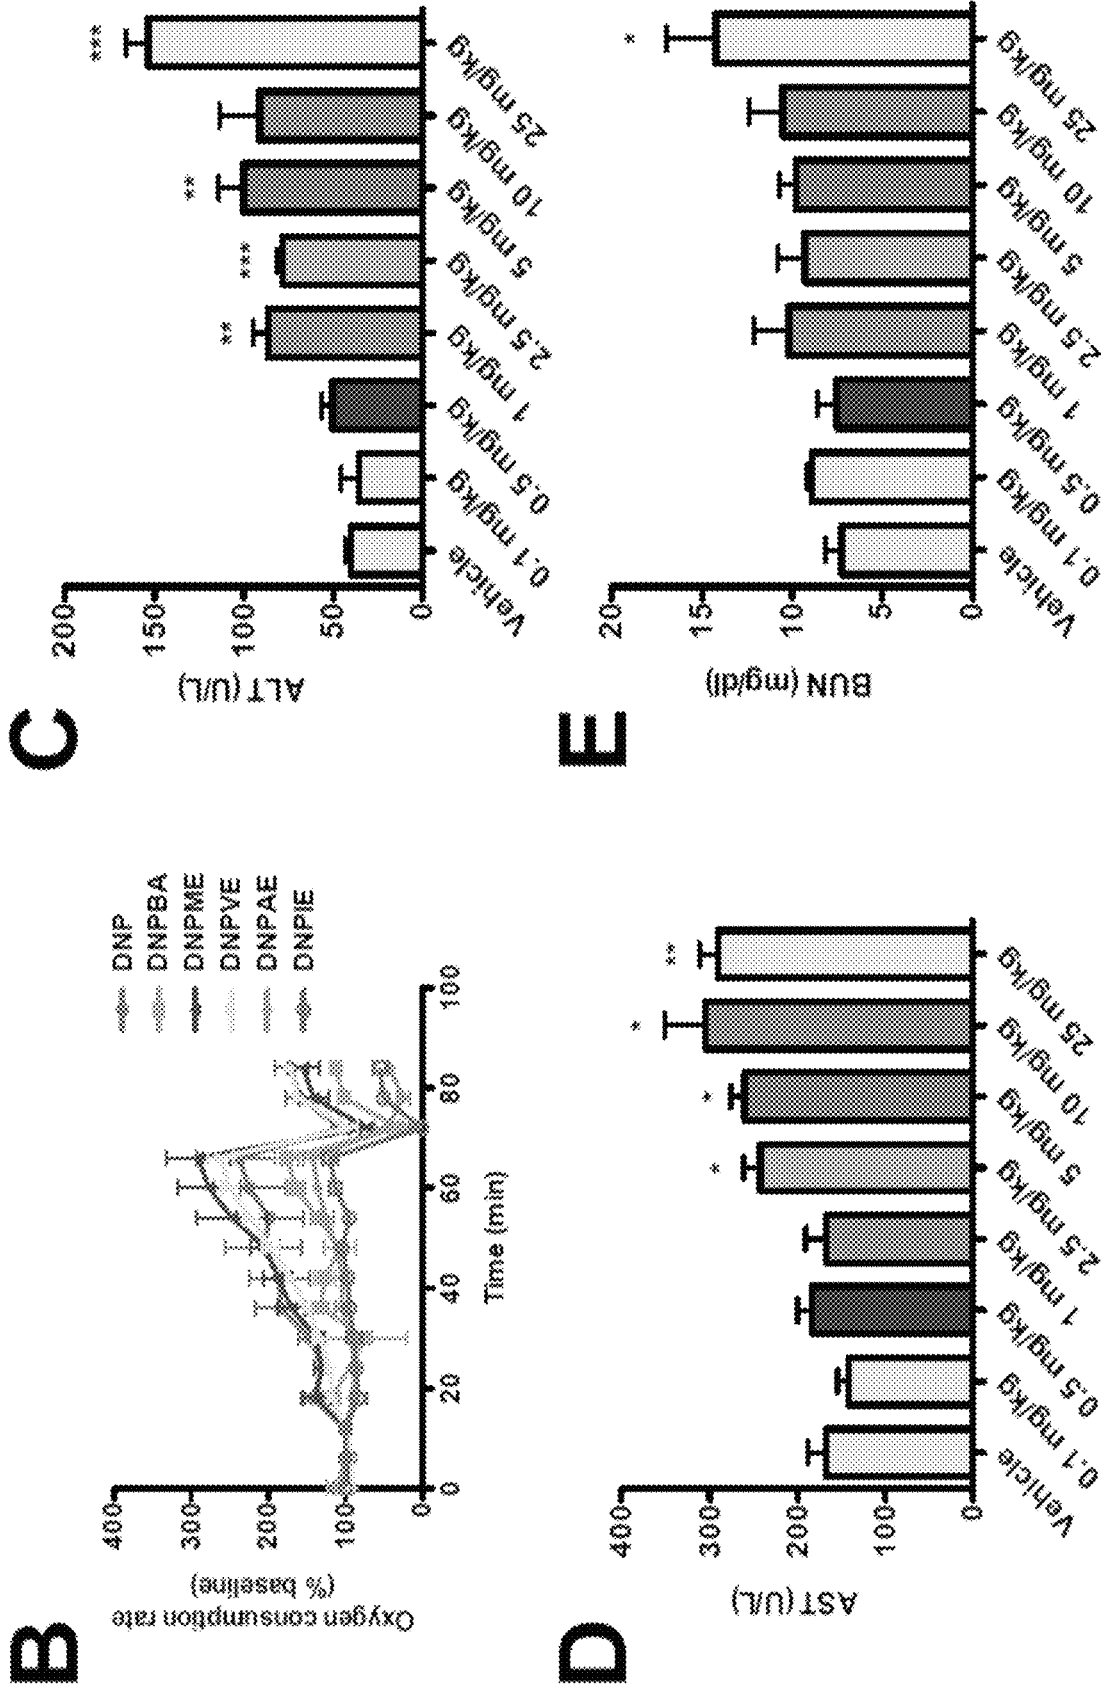 B
Oxygen consumption rate
(% baseline)
400
300
200
100
0
0 20 40 60 80 100
Time (min)
DNP
DNPBA
DNPME
DNPVE
DNPAE
DNPIE
C
ALT (U/L)
200
150
100
50
0
*** 
** 
*** 
** 
Vehicle
0.1 mg/kg
0.5 mg/kg
1 mg/kg
2.5 mg/kg
5 mg/kg
10 mg/kg
25 mg/kg
D
AST (U/L)
400
300
200
100
0
*
*
*
**
Vehicle
0.1 mg/kg
0.5 mg/kg
1 mg/kg
2.5 mg/kg
5 mg/kg
10 mg/kg
25 mg/kg
E
BUN (mg/dl)
20
15
10
5
0
*
Vehicle
0.1 mg/kg
0.5 mg/kg
1 mg/kg
2.5 mg/kg
5 mg/kg
10 mg/kg
25 mg/kg